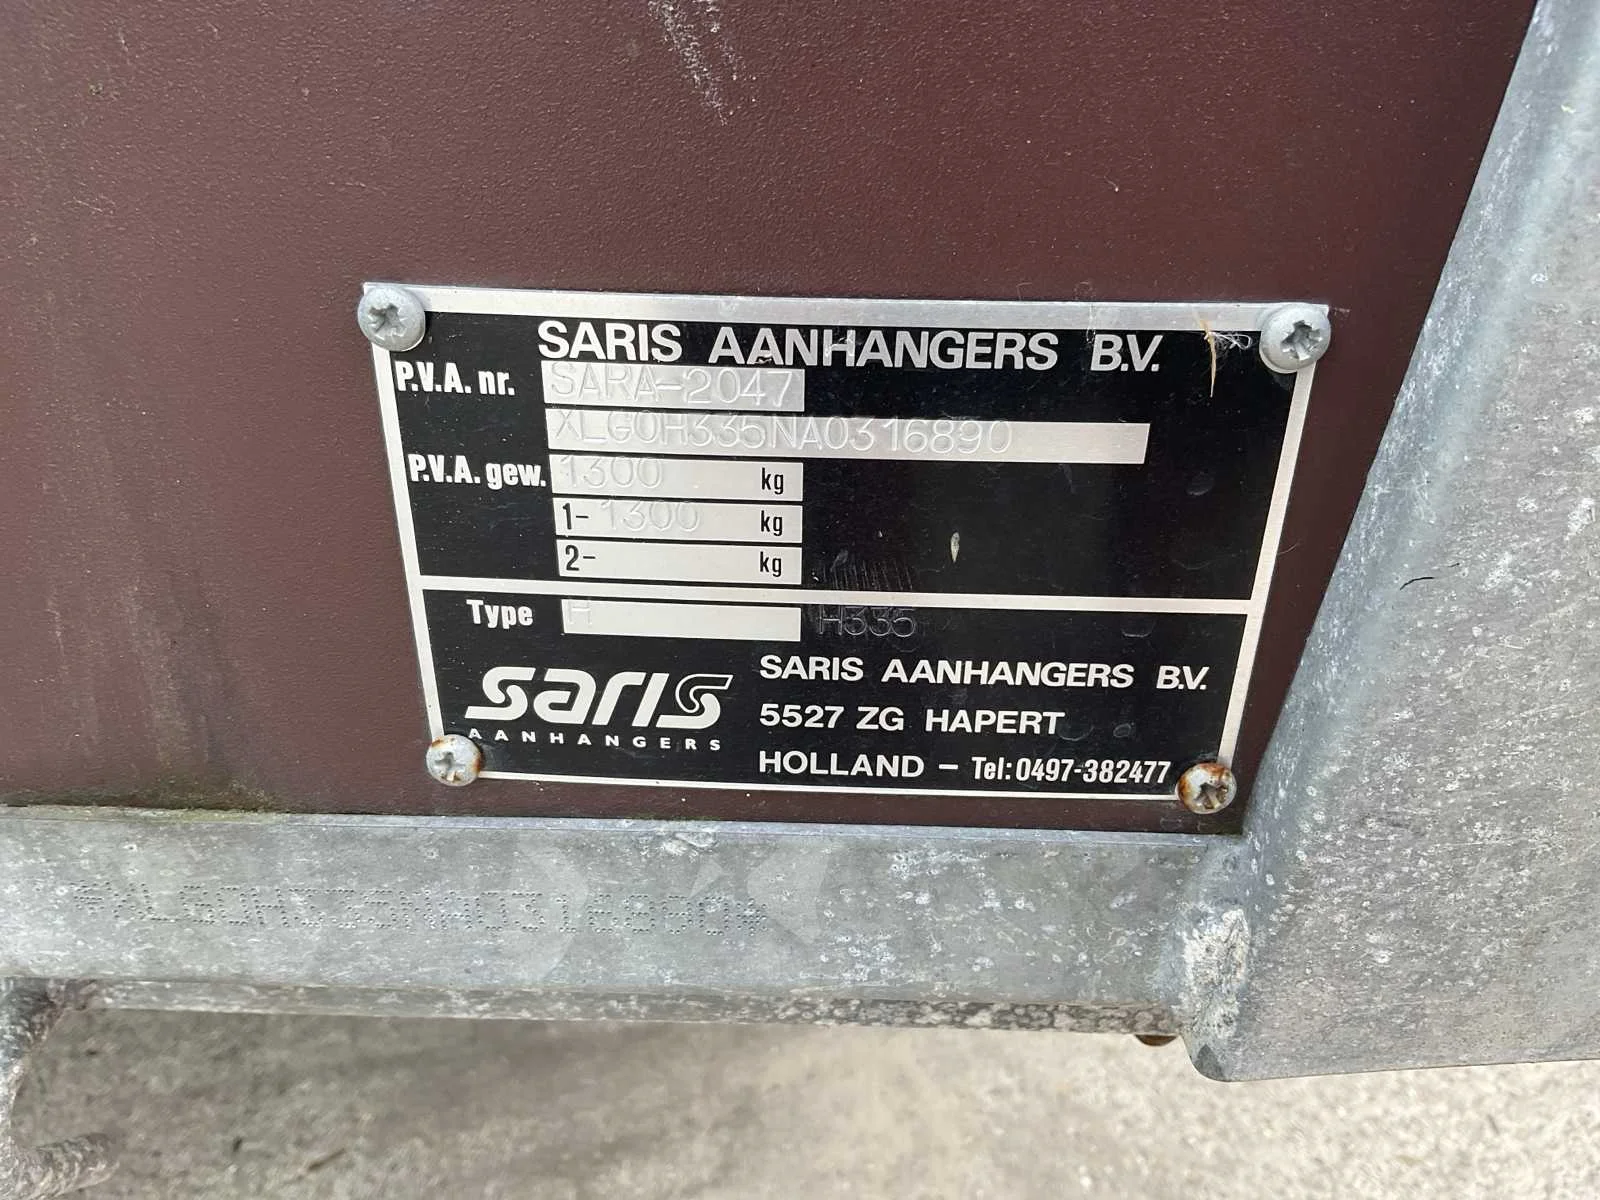 SARIS AANHANGERS B.V.
P.V.A. nr. SARA-2047
XLG0H335NA0316890
P.V.A. gew. 1300 kg
1- 1300 kg
2- kg
Type H H335
saris
AANHANGERS
SARIS AANHANGERS B.V.
5527 ZG HAPERT
HOLLAND - Tel: 0497-382477
*XLG0H335NA0316890*